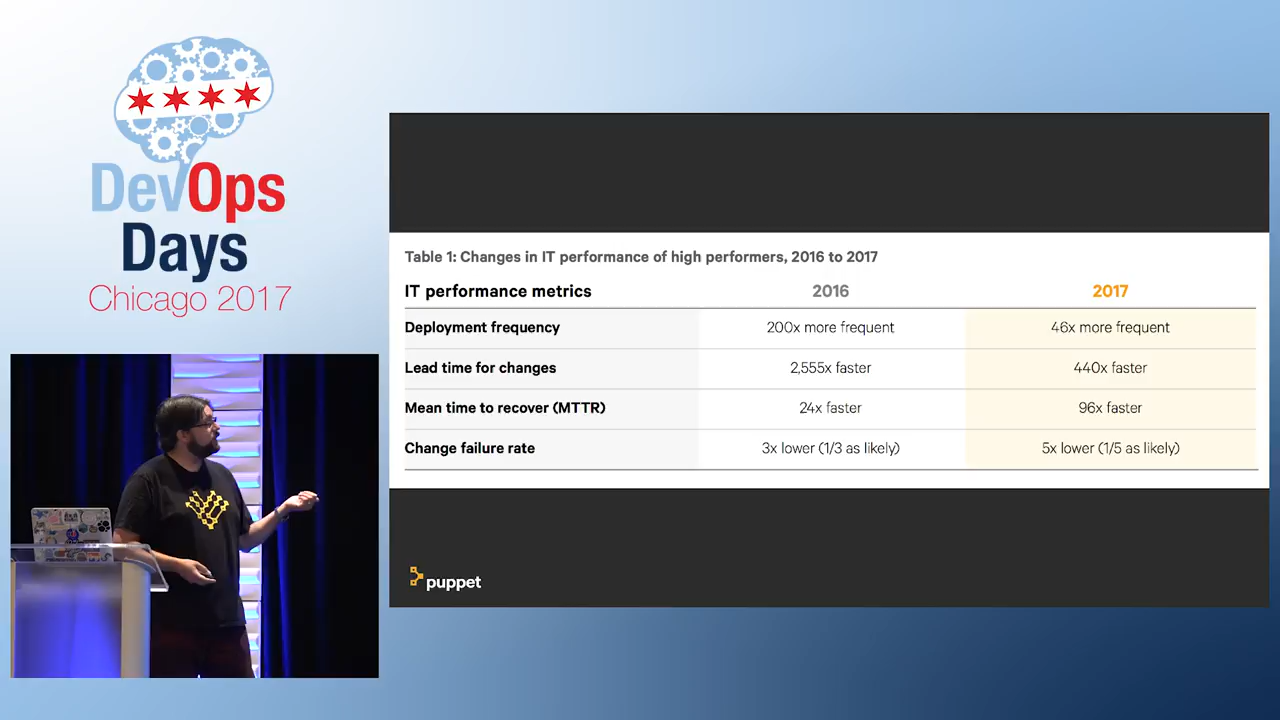 DevOps
Days
Chicago 2017
Table 1: Changes in IT performance of high performers, 2016 to 2017
IT performance metrics 2016 2017
Deployment frequency 200x more frequent 46x more frequent
Lead time for changes 2,555x faster 440x faster
Mean time to recover (MTTR) 24x faster 96x faster
Change failure rate 3x lower (1/3 as likely) 5x lower (1/5 as likely)
puppet